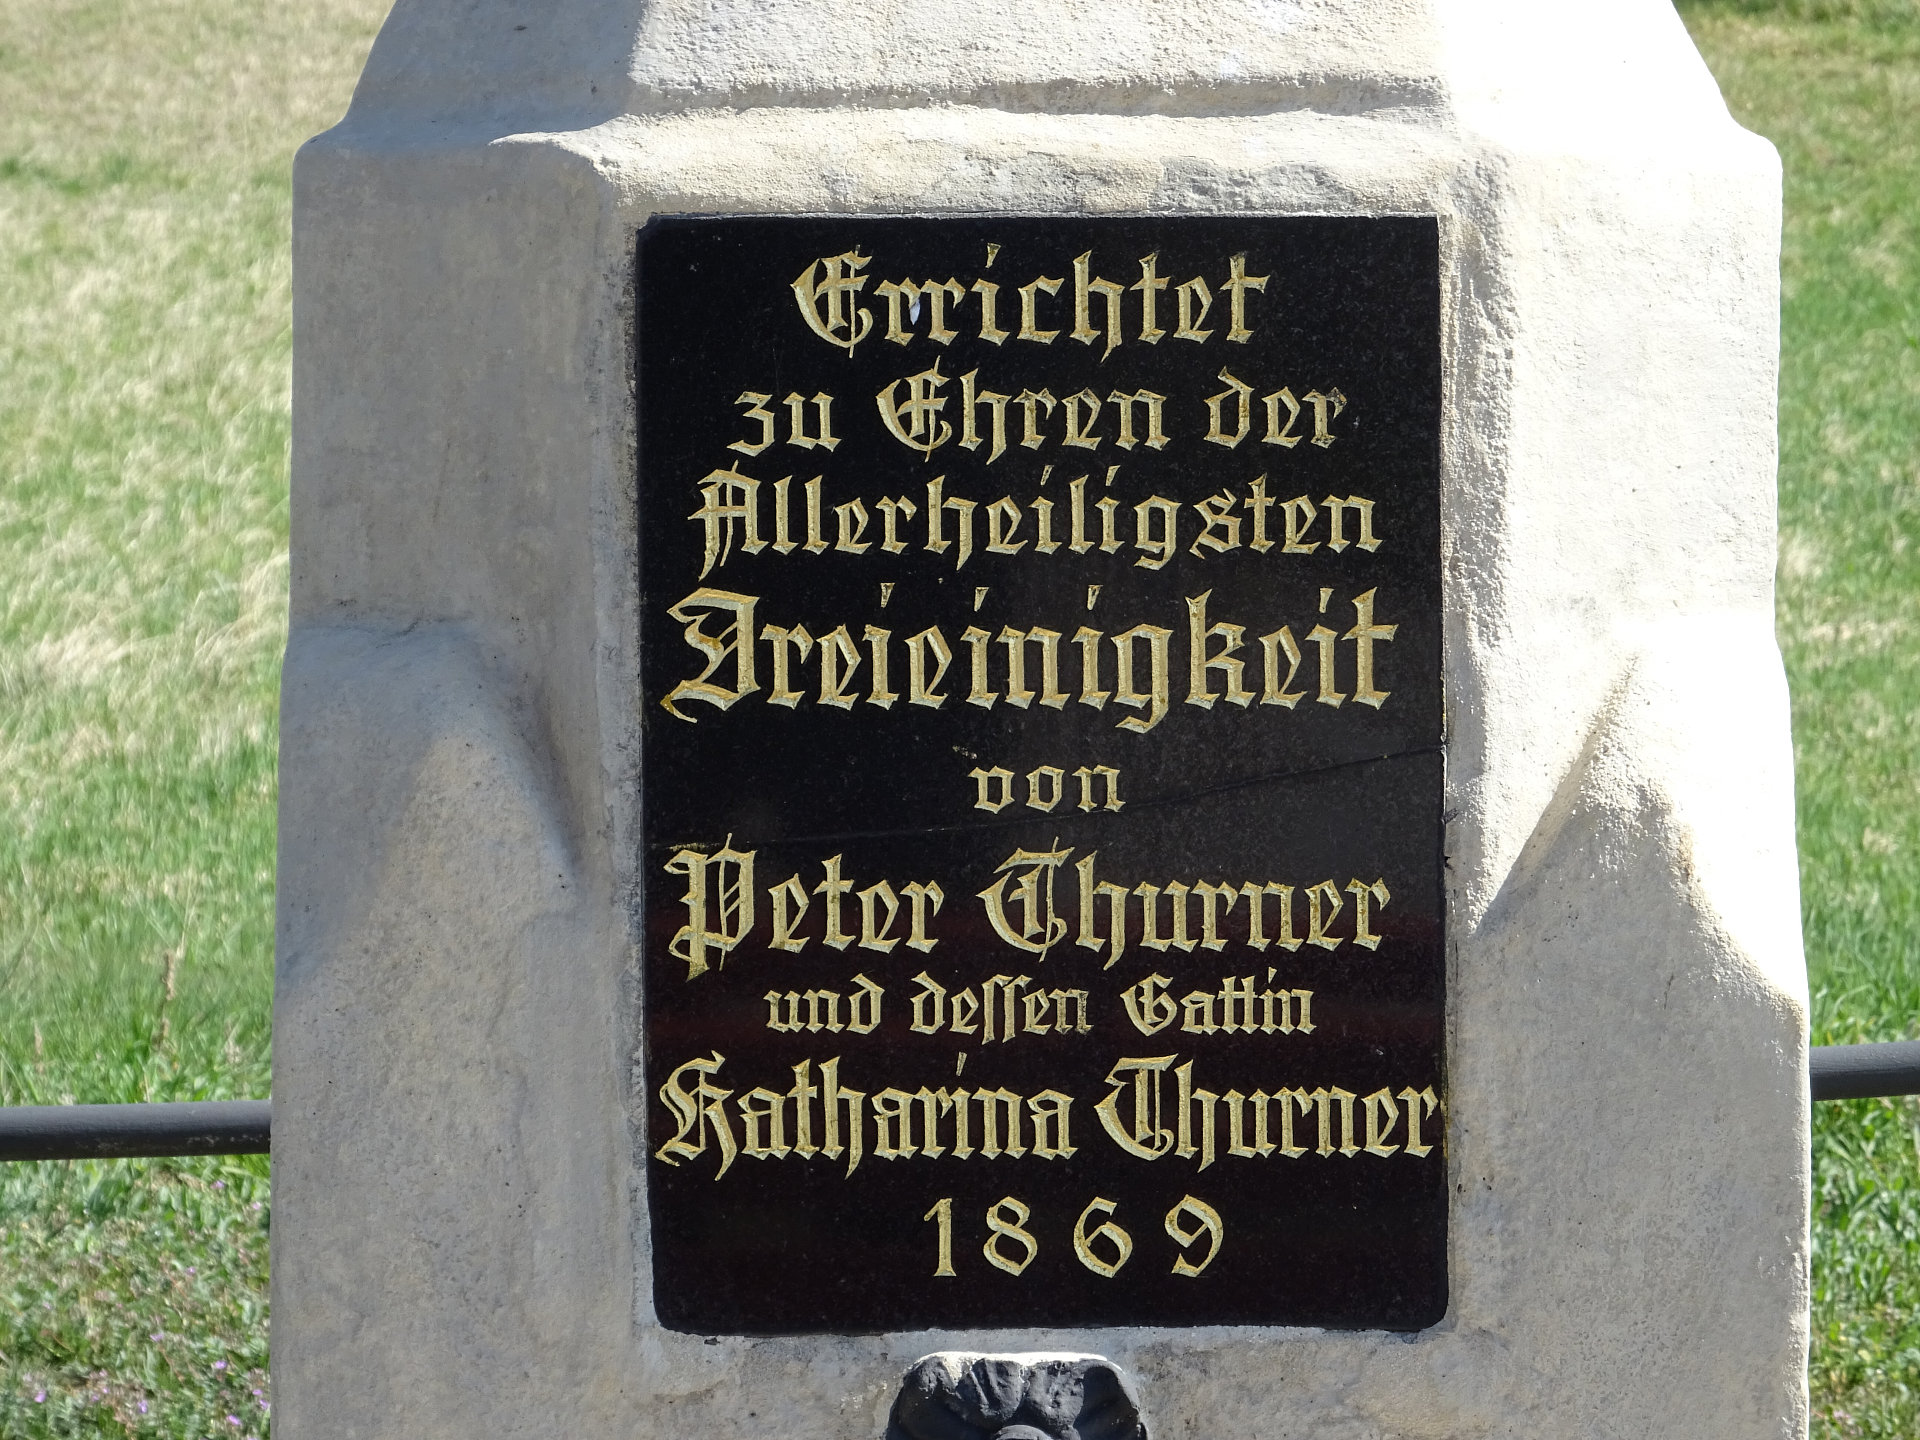 Errichtet
zu Ehren der
Allerheiligsten
Dreieinigkeit
von
Peter Thurner
und dessen Gattin
Katharina Thurner
1869